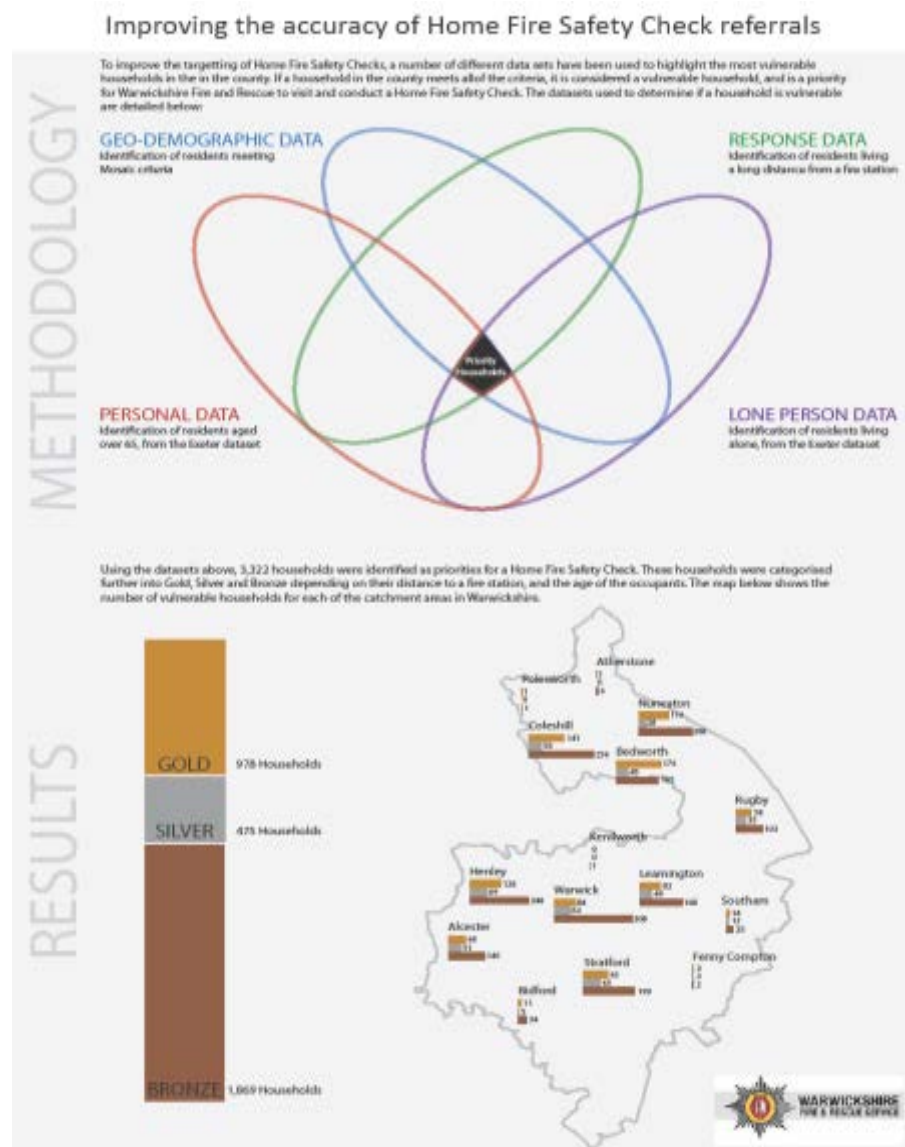 Improving the accuracy of Home Fire Safety Check referrals
METHODOLOGY
To improve the targetting of Home Fire Safety Checks, a number of different data sets have been used to highlight the most vulnerable
households in the in the county. If a household in the county meets allof the criteria, it is considered a vulnerable household, and is a priority
for Warwickshire Fire and Rescue to visit and conduct a Home Fire Safety Check. The datasets used to determine if a household is vulnerable
are detailed below:
GEO-DEMOGRAPHIC DATA
Identification of residents meeting
Mosaic criteria
RESPONSE DATA
Identification of residents living
a long distance from a fire station
Priority
Households
PERSONAL DATA
Identification of residents aged
over 65, from the Exeter dataset
LONE PERSON DATA
Identification of residents living
alone, from the Exeter dataset
Using the datasets above, 3,322 households were identified as priorities for a Home Fire Safety Check. These households were categorised
further into Gold, Silver and Bronze depending on their distance to a fire station, and the age of the occupants. The map below shows the
number of vulnerable households for each of the catchment areas in Warwickshire.
RESULTS
GOLD
978 Households
SILVER
475 Households
BRONZE
1,869 Households
Atherstone
Polesworth
Nuneaton
Coleshill
Bedworth
Rugby
Kenilworth
Henley
Leamington
Warwick
Southam
Alcester
Stratford
Fenny Compton
Bidford
WARWICKSHIRE
FIRE & RESCUE SERVICE